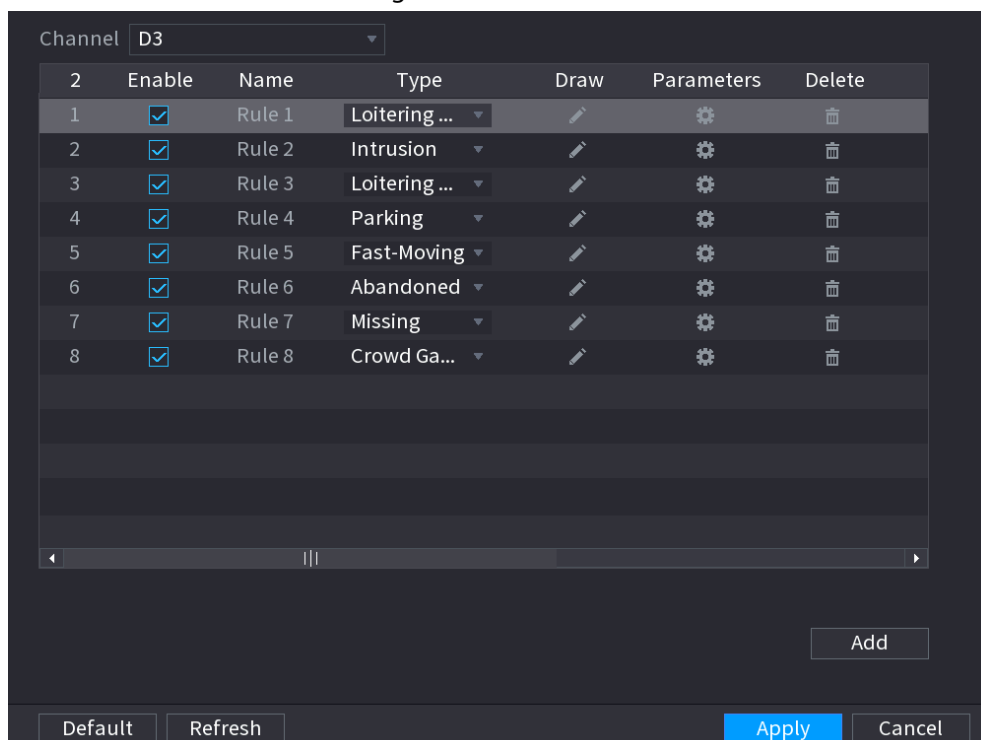 Channel D3
2 Enable Name Type Draw Parameters Delete
1 Rule 1 Loitering ...
2 Rule 2 Intrusion
3 Rule 3 Loitering ...
4 Rule 4 Parking
5 Rule 5 Fast-Moving
6 Rule 6 Abandoned
7 Rule 7 Missing
8 Rule 8 Crowd Ga...
Add
Default Refresh Apply Cancel